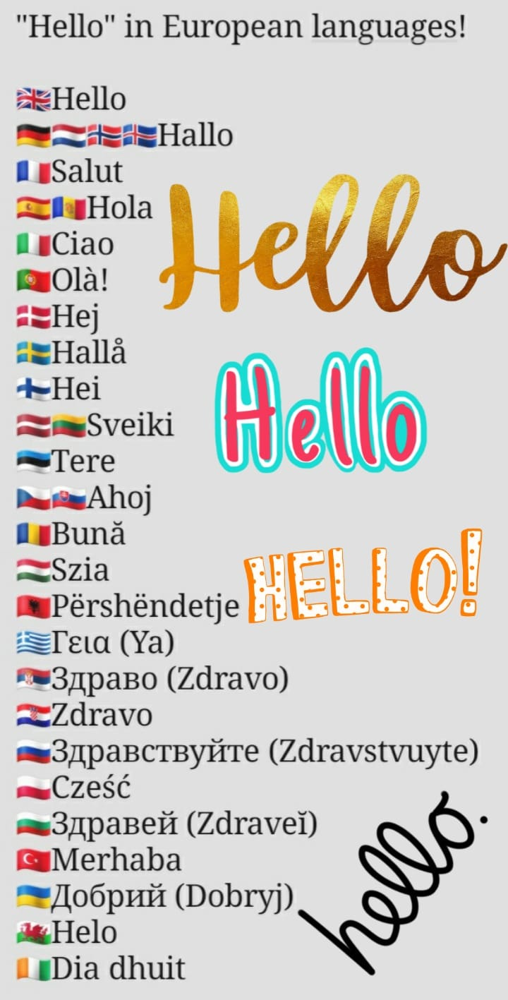 "Hello" in European languages!
🇬🇧Hello
🇩🇪🇳🇱🇳🇴🇮🇸Hallo
🇫🇷Salut
🇪🇸🇦🇩Hola
🇮🇹Ciao
🇵🇹Olà!
🇩🇰Hej
🇸🇪Hallå
🇫🇮Hei
🇱🇻🇱🇹Sveiki
🇪🇪Tere
🇨🇿🇸🇰Ahoj
🇷🇴Bună
🇭🇺Szia
🇦🇱Përshëndetje
🇬🇷Γεια (Ya)
🇷🇸Здраво (Zdravo)
🇭🇷Zdravo
🇷🇺Здравствуйте (Zdravstvuyte)
🇵🇱Cześć
🇧🇬Здравей (Zdraveĭ)
🇹🇷Merhaba
🇺🇦Добрий (Dobryj)
🏴󠁧󠁢󠁷󠁬󠁳󠁿Helo
🇮🇪Dia dhuit
Hello
Hello
HELLO!
hello.